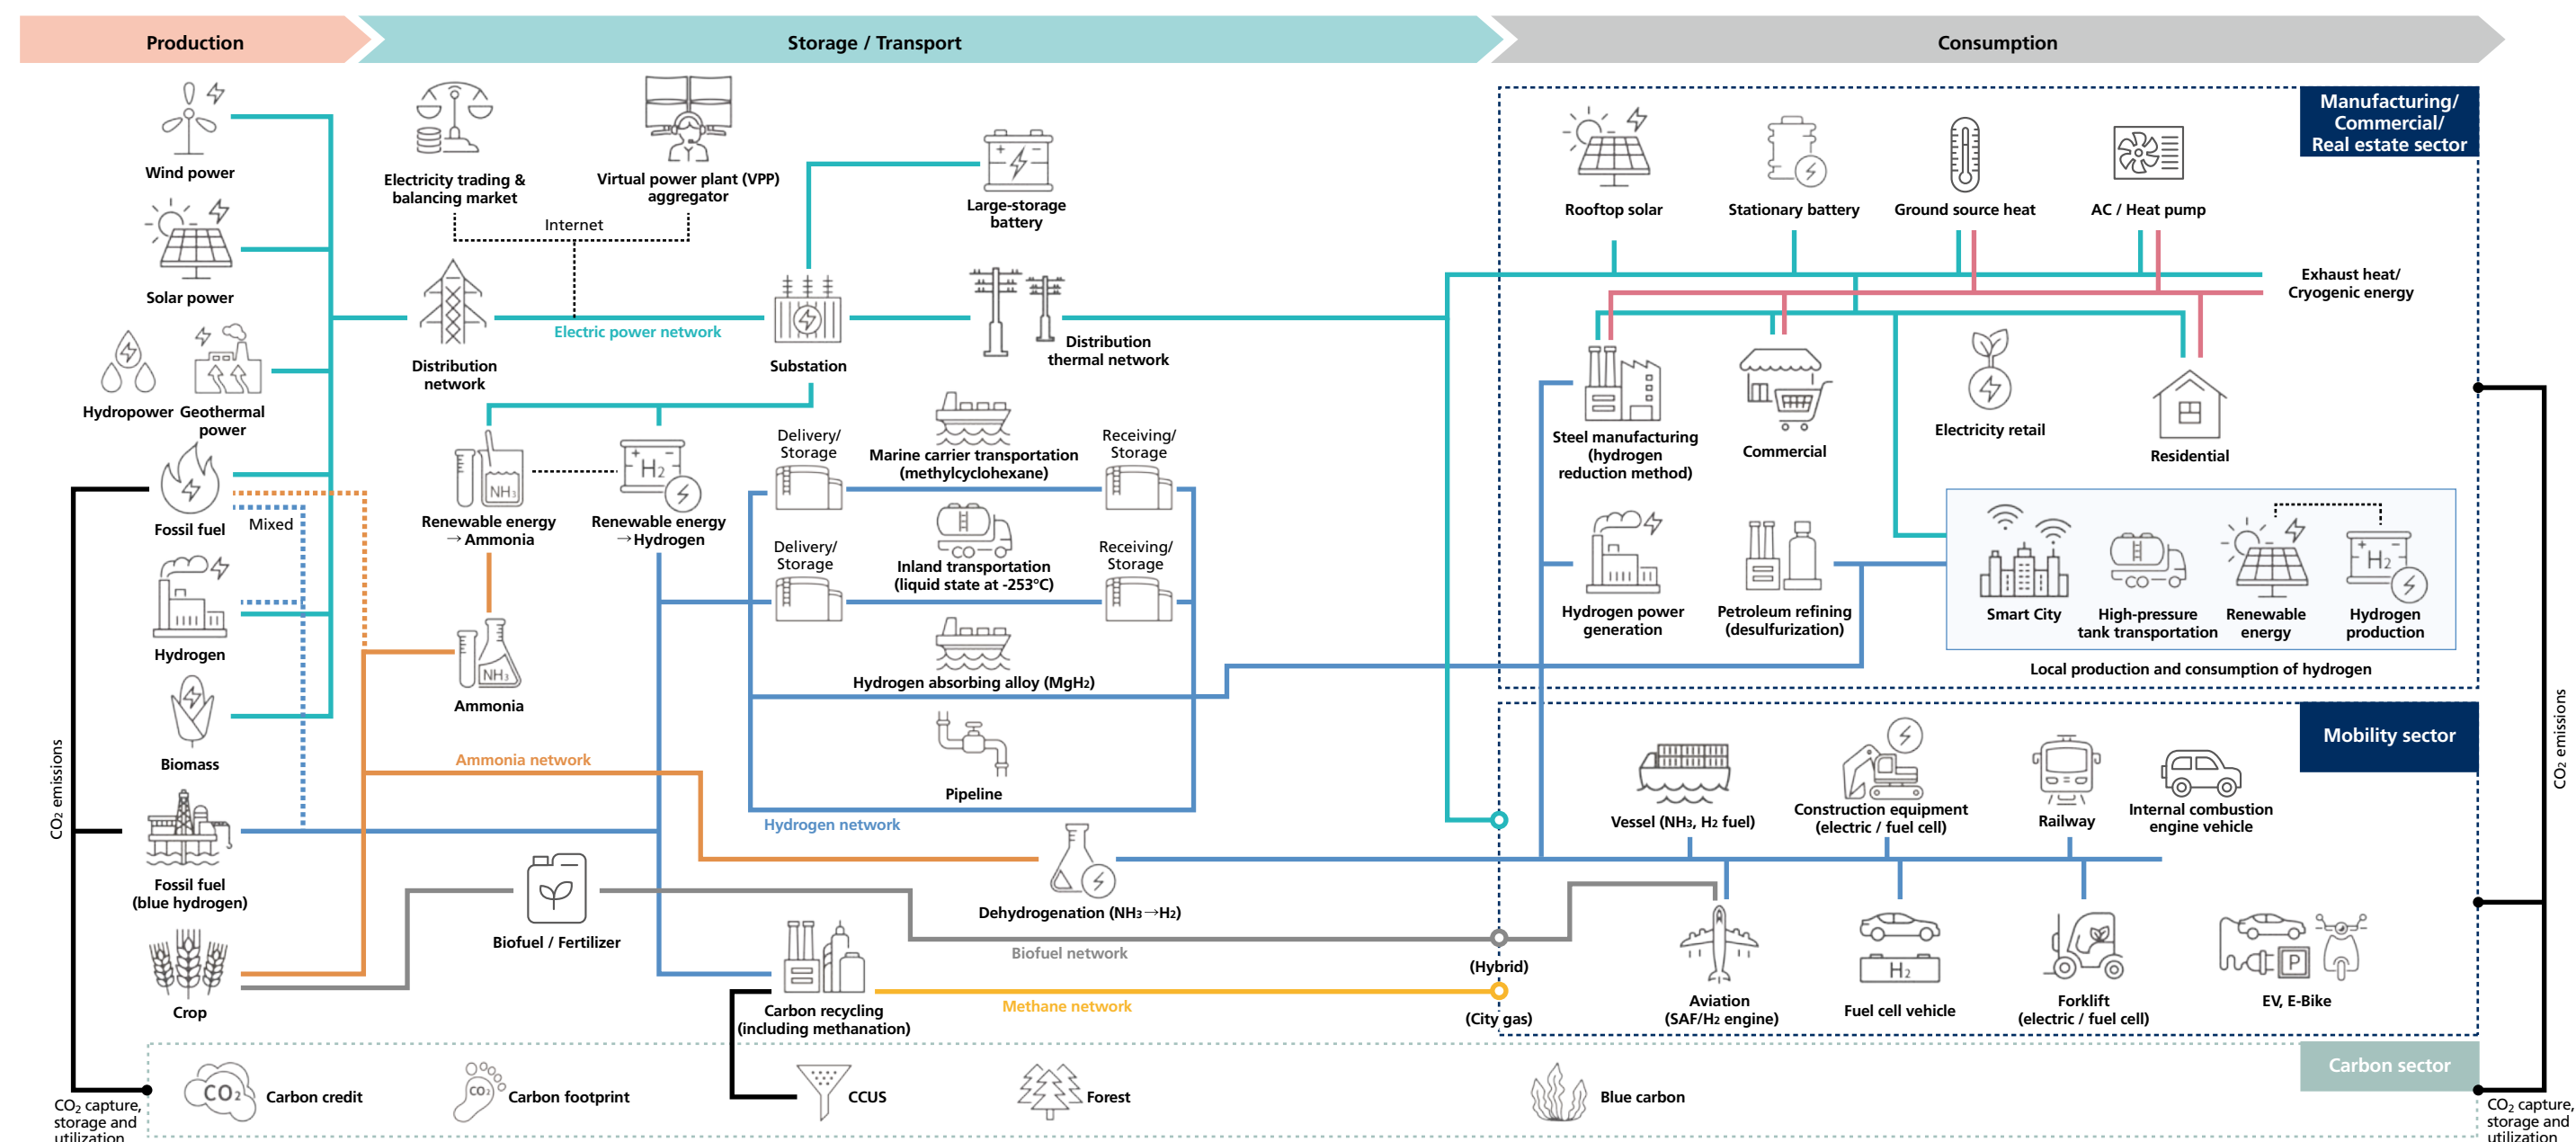 Production
Storage / Transport
Consumption
Wind power
Solar power
Hydropower
Geothermal
power
Fossil fuel
Mixed
Hydrogen
Biomass
Fossil fuel
(blue hydrogen)
Crop
CO₂ emissions
CO₂ capture,
storage and
utilization
Electricity trading &
balancing market
Virtual power plant (VPP)
aggregator
Internet
Large-storage
battery
Distribution
network
Electric power network
Substation
Distribution
thermal network
NH₃
H₂
Renewable energy
→Ammonia
Renewable energy
→Hydrogen
Delivery/
Storage
Marine carrier transportation
(methylcyclohexane)
Receiving/
Storage
Delivery/
Storage
Inland transportation
(liquid state at -253°C)
Receiving/
Storage
Hydrogen absorbing alloy (MgH₂)
Pipeline
Hydrogen network
NH₃
Ammonia
Ammonia network
Biofuel / Fertilizer
Dehydrogenation (NH₃→H₂)
Biofuel network
Carbon recycling
(including methanation)
Methane network
(Hybrid)
(City gas)
Manufacturing/
Commercial/
Real estate sector
Rooftop solar
Stationary battery
Ground source heat
AC / Heat pump
Exhaust heat/
Cryogenic energy
Steel manufacturing
(hydrogen
reduction method)
Commercial
Electricity retail
Residential
Hydrogen power
generation
Petroleum refining
(desulfurization)
Smart City
High-pressure
tank transportation
Renewable
energy
H₂
Hydrogen
production
Local production and consumption of hydrogen
Mobility sector
Vessel (NH₃, H₂ fuel)
Construction equipment
(electric / fuel cell)
Railway
Internal combustion
engine vehicle
Aviation
(SAF/H₂ engine)
H₂
Fuel cell vehicle
Forklift
(electric / fuel cell)
P
EV, E-Bike
Carbon sector
CO₂
Carbon credit
CO₂
Carbon footprint
CCUS
Forest
Blue carbon
CO₂ emissions
CO₂ capture,
storage and
utilization